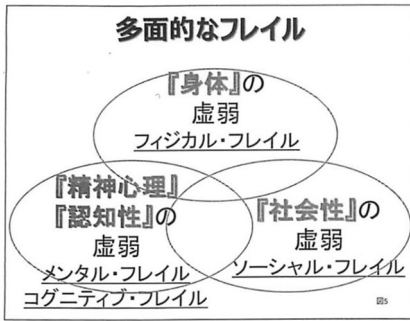 多面的なフレイル
『身体』の
虚弱
フィジカル・フレイル
『精神心理』
『認知性』の
虚弱
メンタル・フレイル
コグニティブ・フレイル
『社会性』の
虚弱
ソーシャル・フレイル
図5